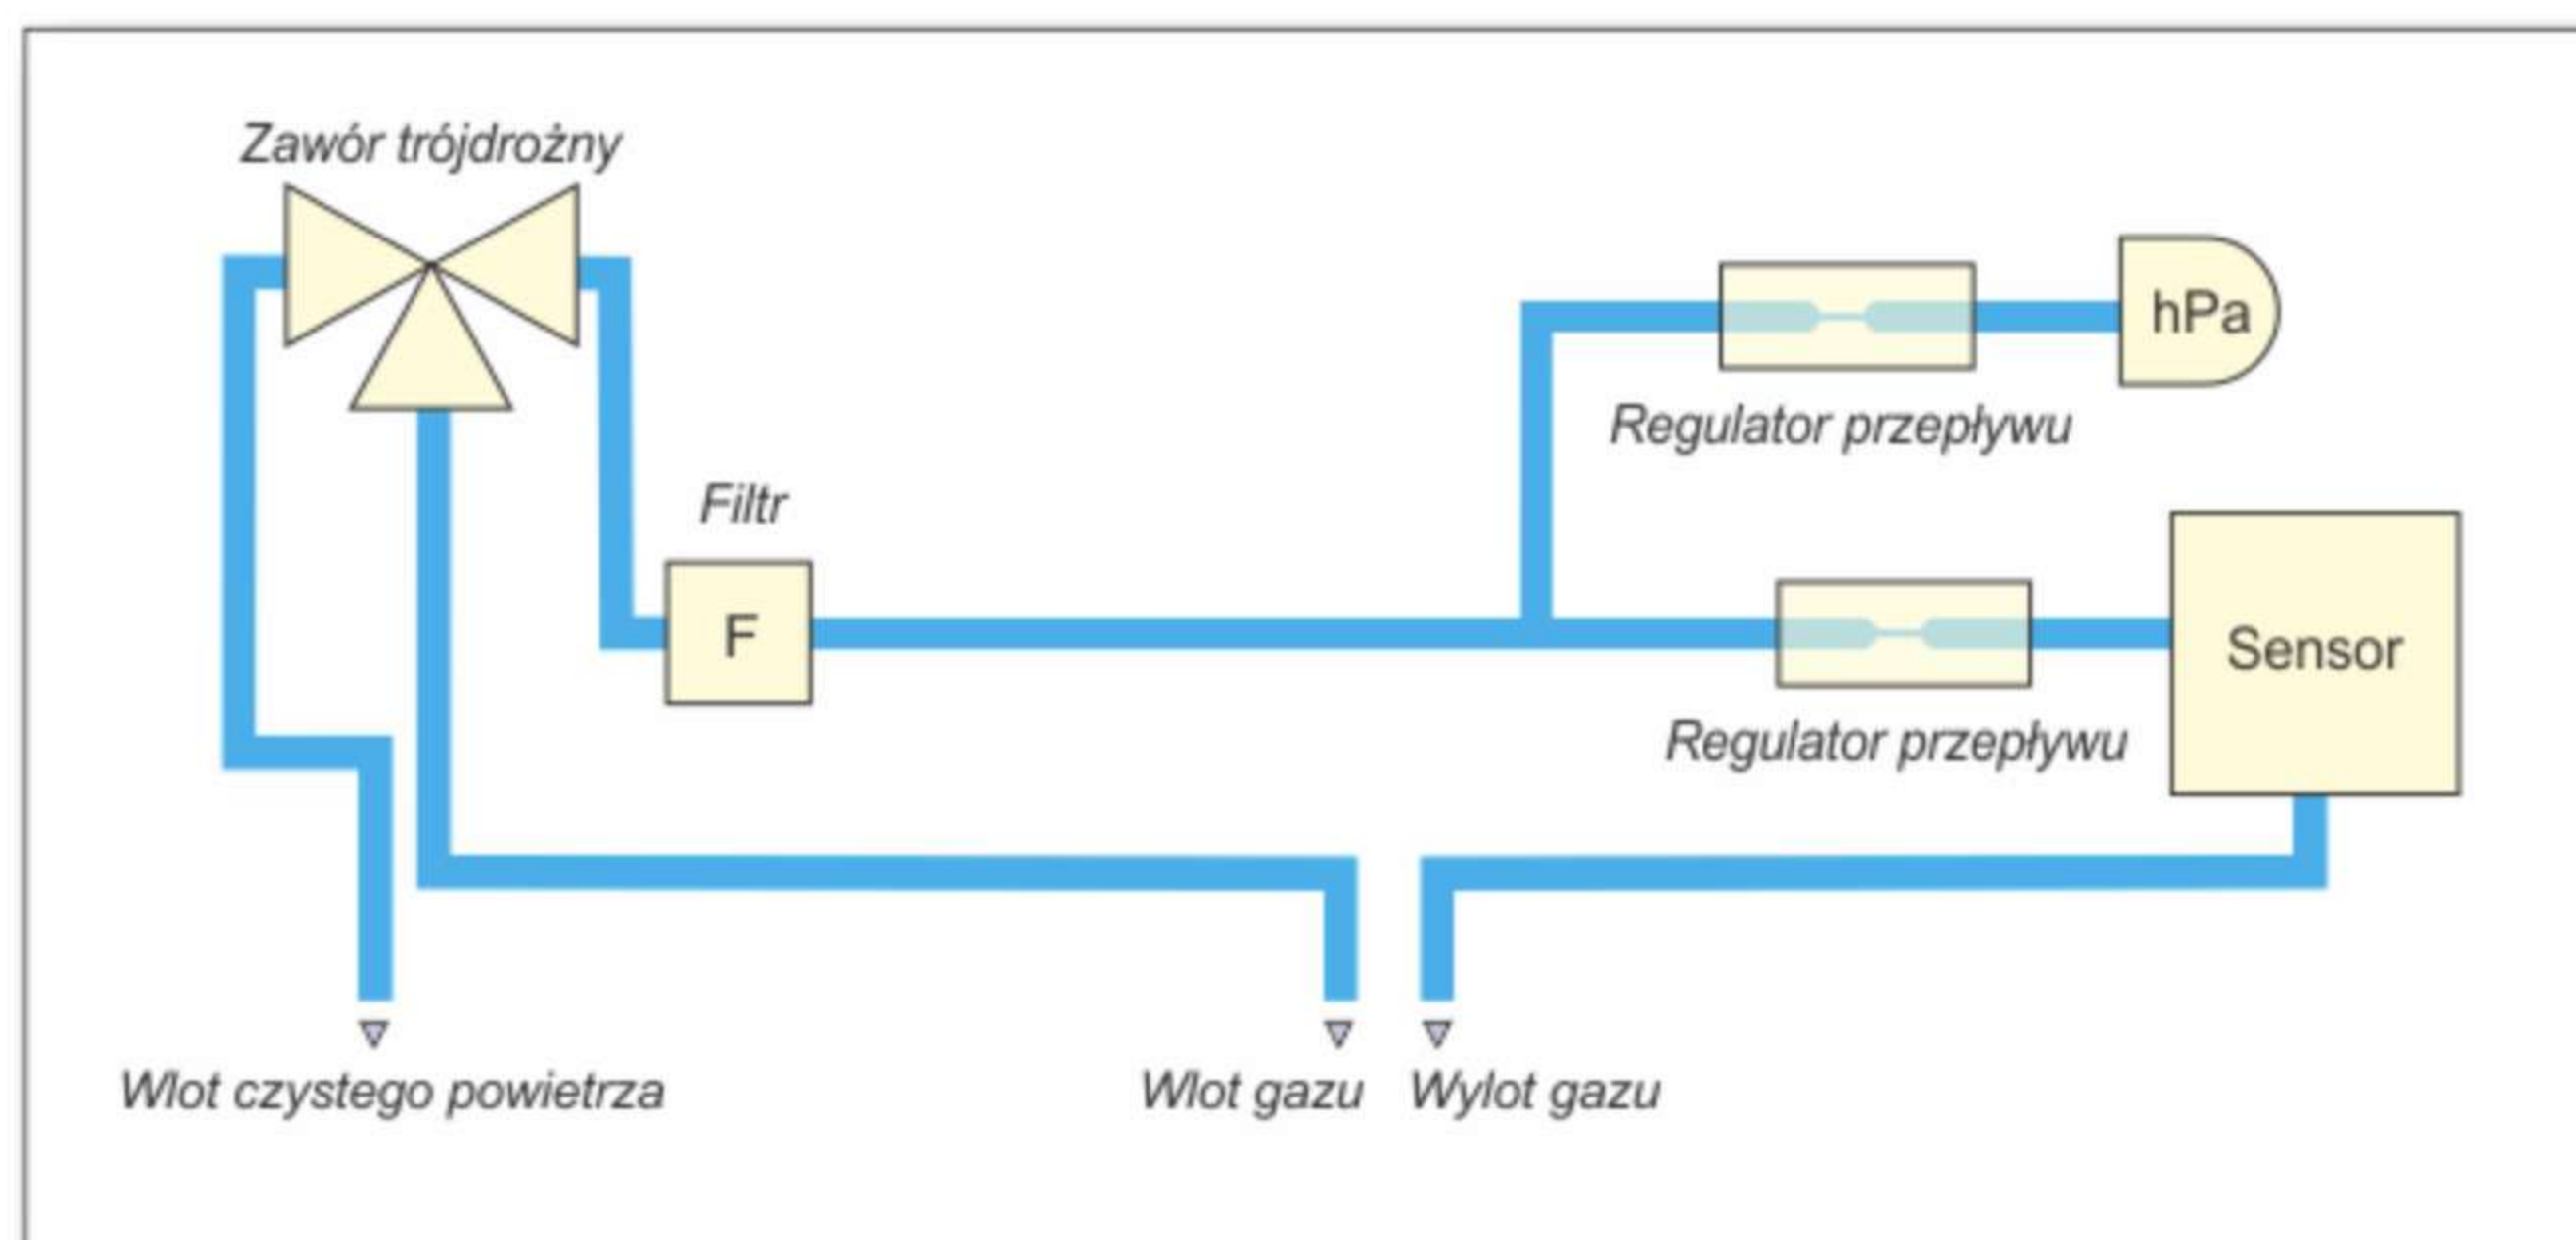 Zawór trójdrożny
hPa
Regulator przepływu
Filtr
F
Sensor
Regulator przepływu
Wlot czystego powietrza
Wlot gazu
Wylot gazu